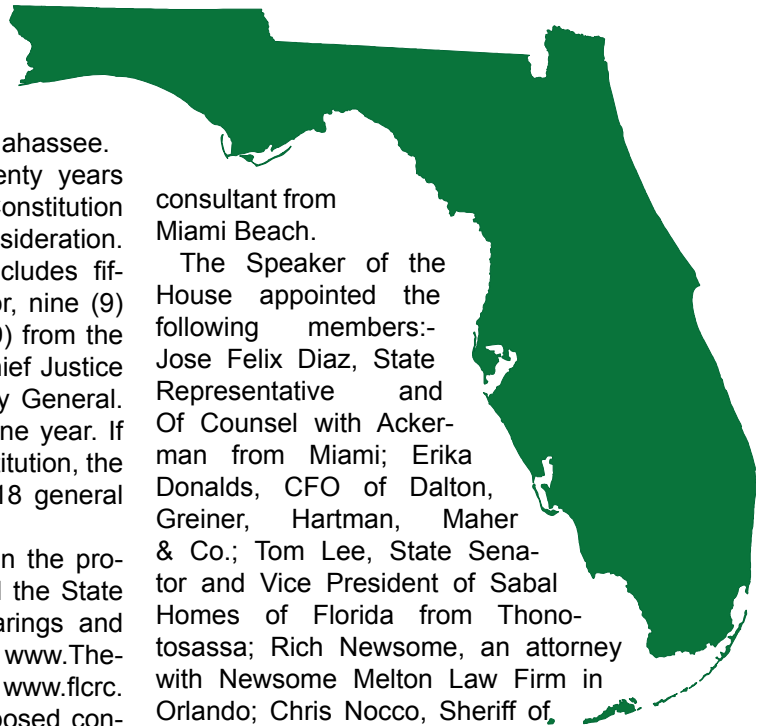 ahassee.
enty years
onstitution
sideration.
cludes fif-
or, nine (9)
9) from the
nief Justice
y General.
ne year. If
titution, the
18 general
n the pro-
l the State
arings and
www.The-
www.flcrc.
posed con-
consultant from
Miami Beach.
The Speaker of the
House appointed the
following members:-
Jose Felix Diaz, State
Representative and
Of Counsel with Acker-
man from Miami; Erika
Donalds, CFO of Dalton,
Greiner, Hartman, Maher
& Co.; Tom Lee, State Sena-
tor and Vice President of Sabal
Homes of Florida from Thono-
tosassa; Rich Newsome, an attorney
with Newsome Melton Law Firm in
Orlando; Chris Nocco, Sheriff of